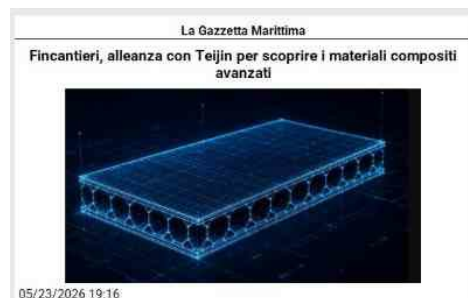 La Gazzetta Marittima
Fincantieri, alleanza con Teijin per scoprire i materiali compositi
avanzati
05/23/2026 19:16